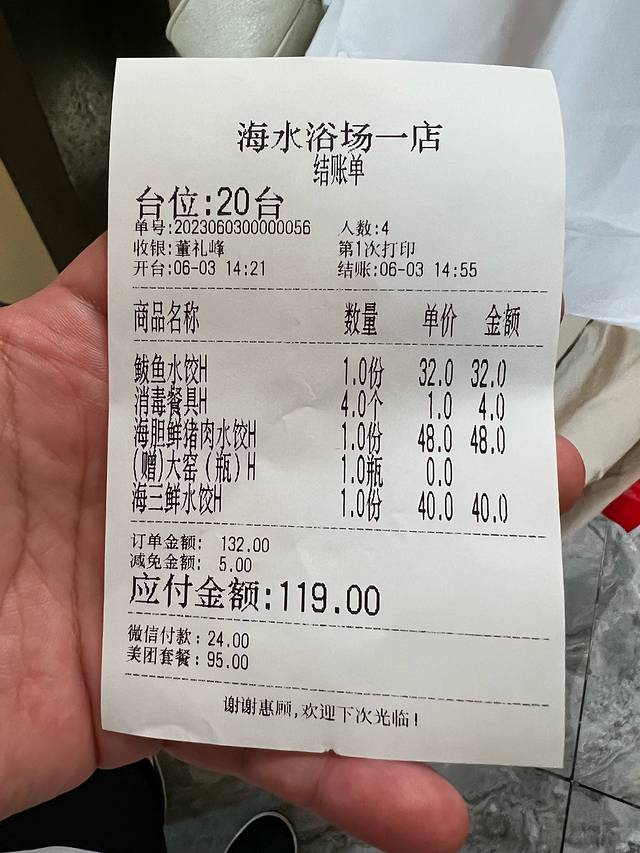 海水浴场一店
结账单
台位:20台
单号:2023060300000056 人数:4
收银:董礼峰 第1次打印
开台:06-03 14:21 结账:06-03 14:55
商品名称 数量 单价 金额
鲅鱼水饺H 1.0份 32.0 32.0
消毒餐具H 4.0个 1.0 4.0
海胆鲜猪肉水饺H 1.0份 48.0 48.0
(赠)大窑(瓶)H 1.0瓶 0.0
海三鲜水饺H 1.0份 40.0 40.0
订单金额: 132.00
减免金额: 5.00
应付金额:119.00
微信付款: 24.00
美团套餐: 95.00
谢谢惠顾,欢迎下次光临!